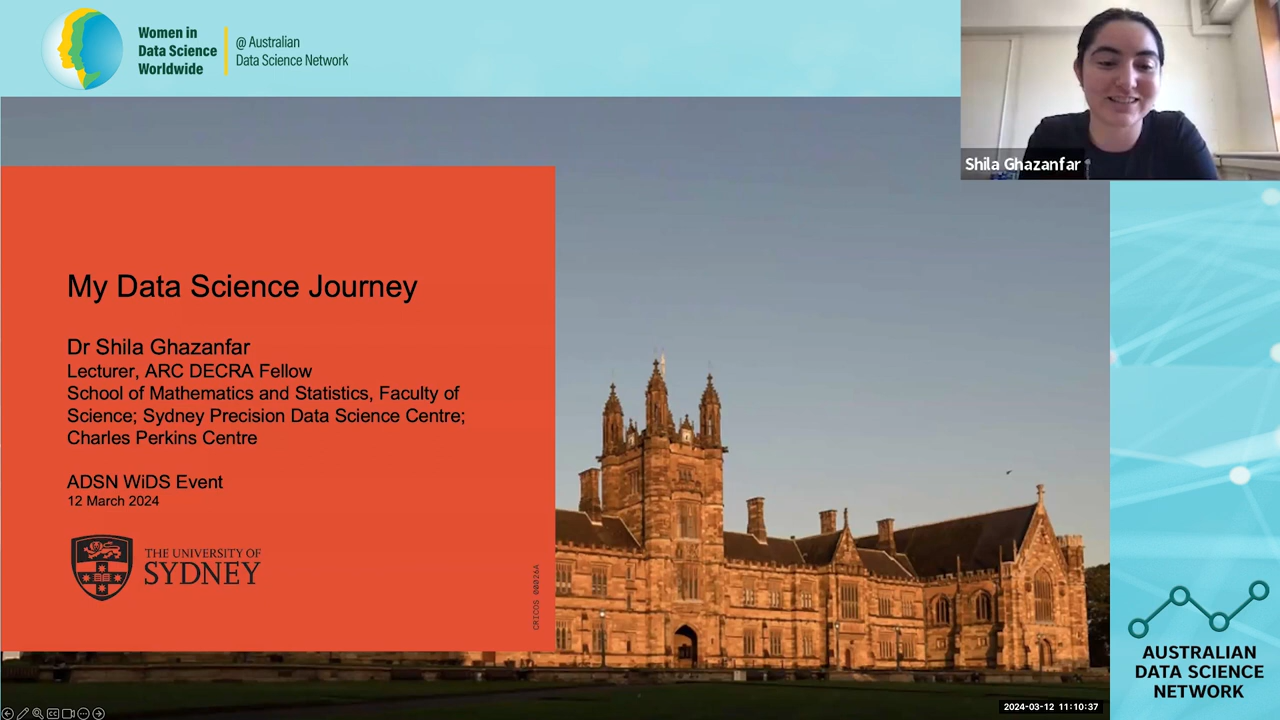 Women in
Data Science
Worldwide
@ Australian
Data Science Network
Shila Ghazanfar
My Data Science Journey
Dr Shila Ghazanfar
Lecturer, ARC DECRA Fellow
School of Mathematics and Statistics, Faculty of
Science; Sydney Precision Data Science Centre;
Charles Perkins Centre
ADSN WiDS Event
12 March 2024
THE UNIVERSITY OF
SYDNEY
CRICOS 00026A
AUSTRALIAN
DATA SCIENCE
NETWORK
2024-03-12 11:10:37